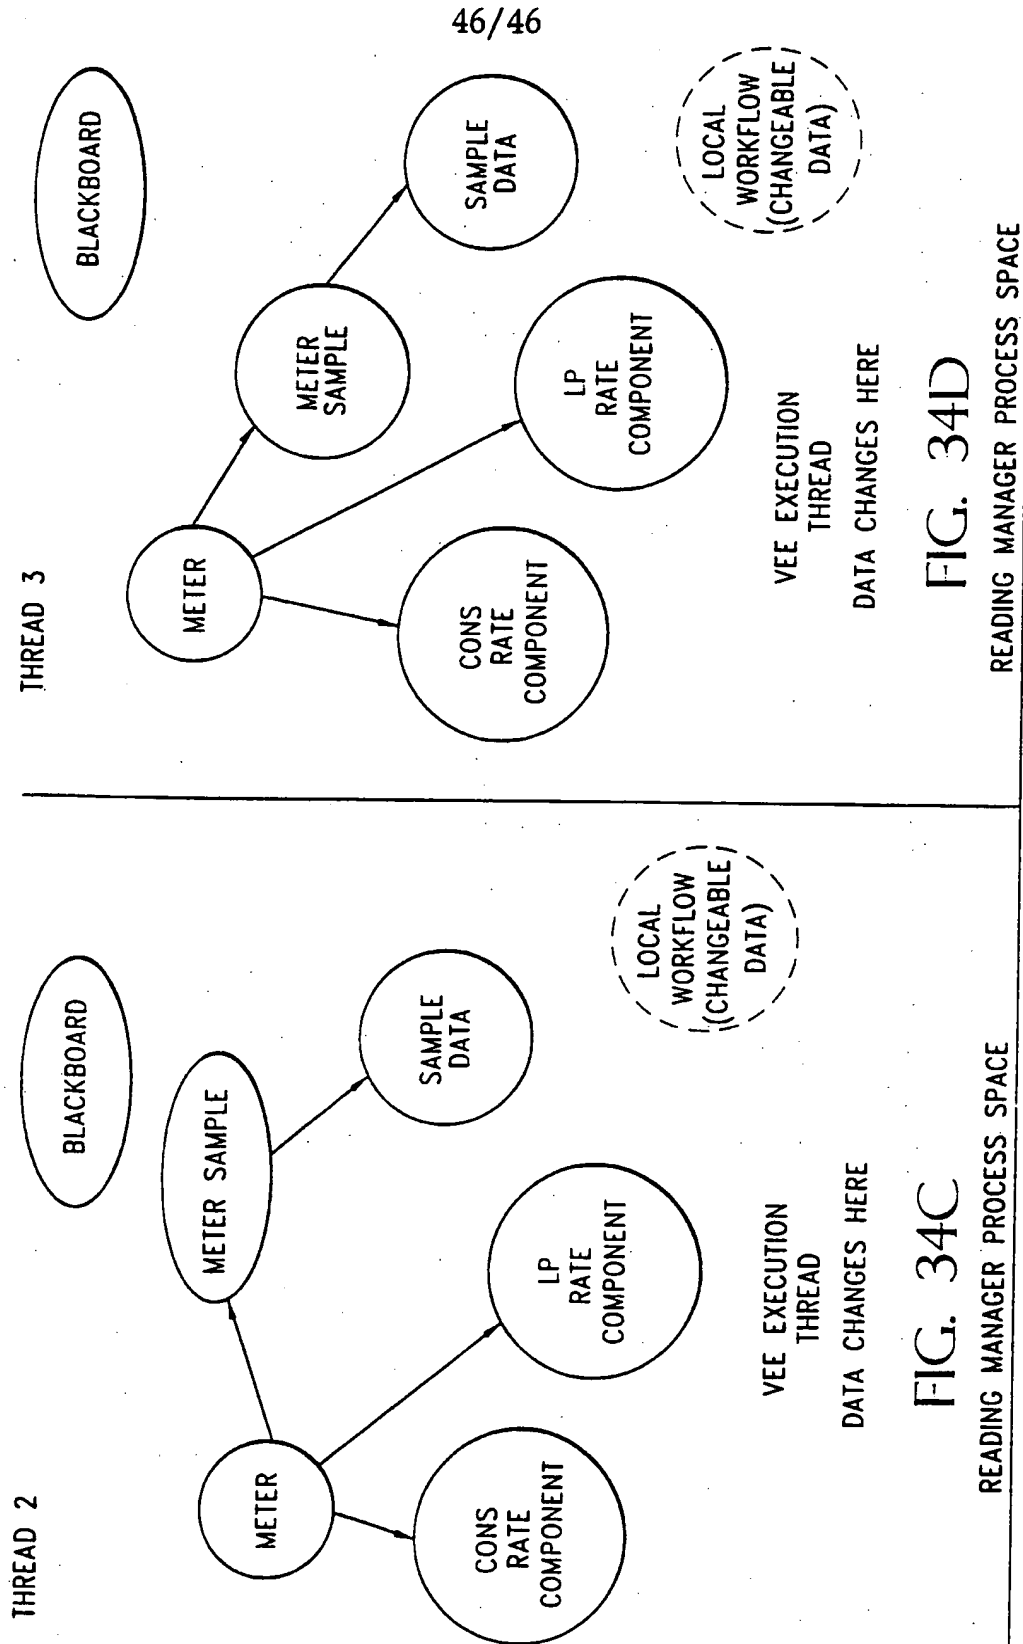 46/46
THREAD 2
BLACKBOARD
METER SAMPLE
METER
SAMPLE
DATA
CONS
RATE
COMPONENT
LP
RATE
COMPONENT
LOCAL
WORKFLOW
(CHANGEABLE
DATA)
VEE EXECUTION
THREAD
DATA CHANGES HERE
FIG. 34C
READING MANAGER PROCESS SPACE
THREAD 3
BLACKBOARD
METER
METER
SAMPLE
SAMPLE
DATA
CONS
RATE
COMPONENT
LP
RATE
COMPONENT
LOCAL
WORKFLOW
(CHANGEABLE
DATA)
VEE EXECUTION
THREAD
DATA CHANGES HERE
FIG. 34D
READING MANAGER PROCESS SPACE